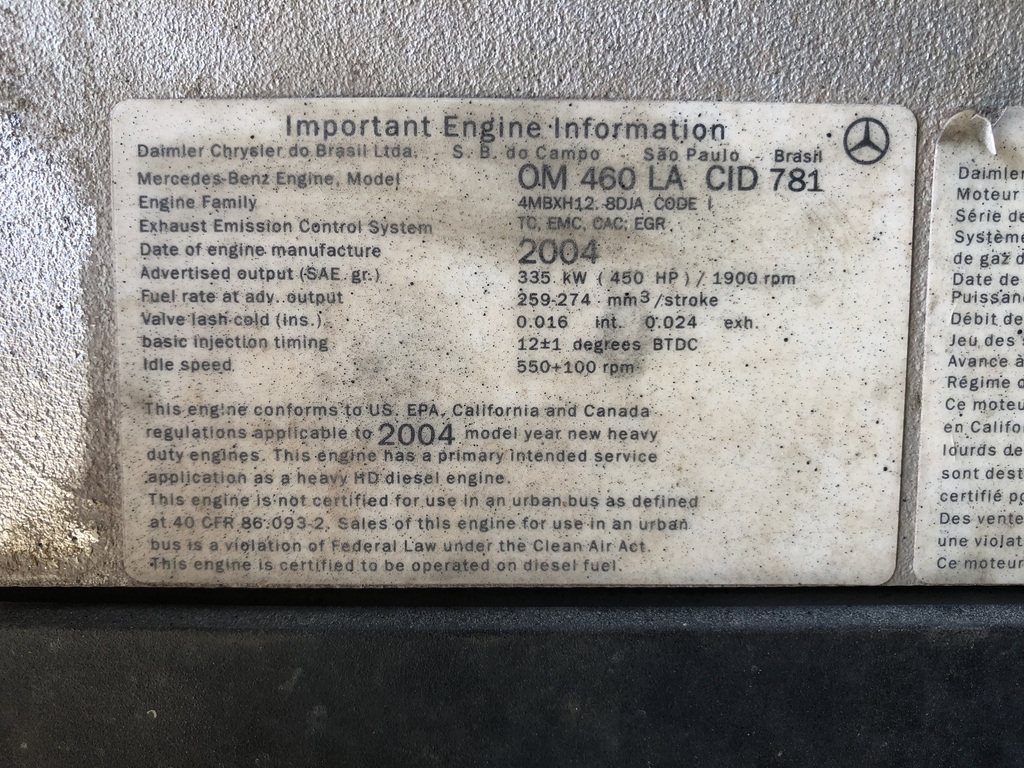 Important Engine Information
Daimler Chrysler do Brasil Ltda. S. B. do Campo - São Paulo - Brasil
Mercedes-Benz Engine, Model OM 460 LA CID 781
Engine Family 4MBXH12. 8DJA CODE I
Exhaust Emission Control System TC, EMC, CAC, EGR
Date of engine manufacture 2004
Advertised output (SAE. gr.) 335 kW (450 HP) / 1900 rpm
Fuel rate at adv. output 259-274 mm3/stroke
Valve lash cold (ins.) 0.016 int. 0.024 exh.
basic injection timing 12±1 degrees BTDC
Idle speed 550+100 rpm
This engine conforms to US. EPA, California and Canada
regulations applicable to 2004 model year new heavy
duty engines. This engine has a primary intended service
application as a heavy HD diesel engine.
This engine is not certified for use in an urban bus as defined
at 40 CFR 86.093-2. Sales of this engine for use in an urban
bus is a violation of Federal Law under the Clean Air Act.
This engine is certified to be operated on diesel fuel.
Daimler
Moteur
Série de
Système
de gaz d
Date de
Puissan
Débit de
Jeu des
Avance à
Régime d
Ce moteu
en Califor
lourds de
sont dest
certifié po
Des vente
une violat
Ce moteur